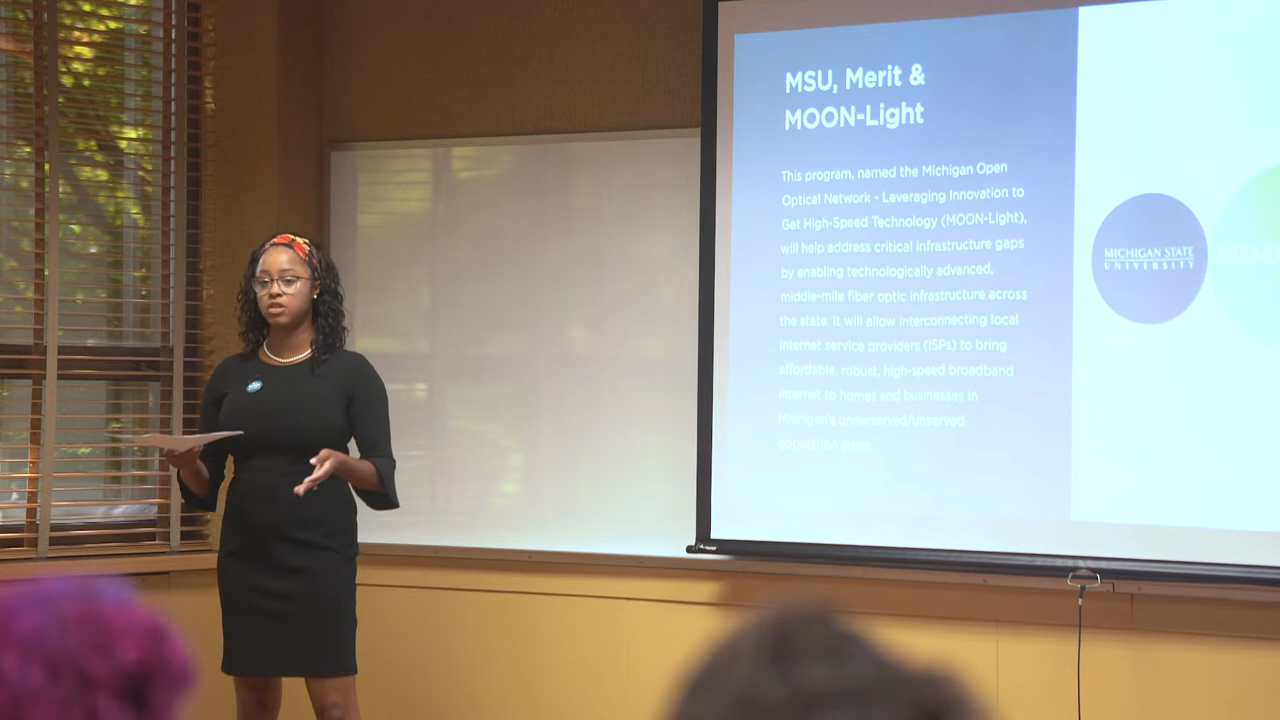 MSU, Merit &
MOON-Light
This program, named the Michigan Open
Optical Network - Leveraging Innovation to
Get High-Speed Technology (MOON-Light),
will help address critical infrastructure gaps
by enabling technologically advanced,
middle-mile fiber optic infrastructure across
the state. It will allow interconnecting local
Internet service providers (ISPs) to bring
affordable, robust, high-speed broadband
internet to homes and businesses in
Michigan's underserved/unserved
population areas.
MICHIGAN STATE
UNIVERSITY